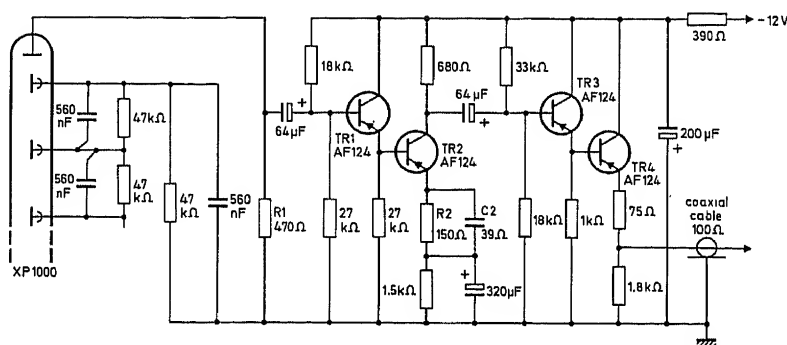 -12V
390Ω
18kΩ
680Ω
33kΩ
TR3
AF124
560
nF
47kΩ
64µF
+
64µF
+
200µF
+
TR1
AF124
TR2
AF124
TR4
AF124
560
nF
47
kΩ
47
kΩ
560
nF
R1
470Ω
27
kΩ
27
kΩ
R2
150Ω
C2
39Ω
18kΩ
1kΩ
75Ω
coaxial
cable
100Ω
1.5kΩ
+
320µF
1.8kΩ
XP1000